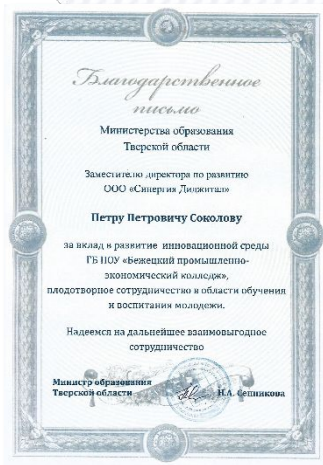 Благодарственное
письмо
Министерства образования
Тверской области
Заместителю директора по развитию
ООО «Синергия Диджитал»
Петру Петровичу Соколову
за вклад в развитие инновационной среды
ГБ ПОУ «Бежецкий промышленно-
экономический колледж»,
плодотворное сотрудничество в области обучения
и воспитания молодежи.
Надеемся на дальнейшее взаимовыгодное
сотрудничество
Министр образования
Тверской области
Н.А. Сенникова